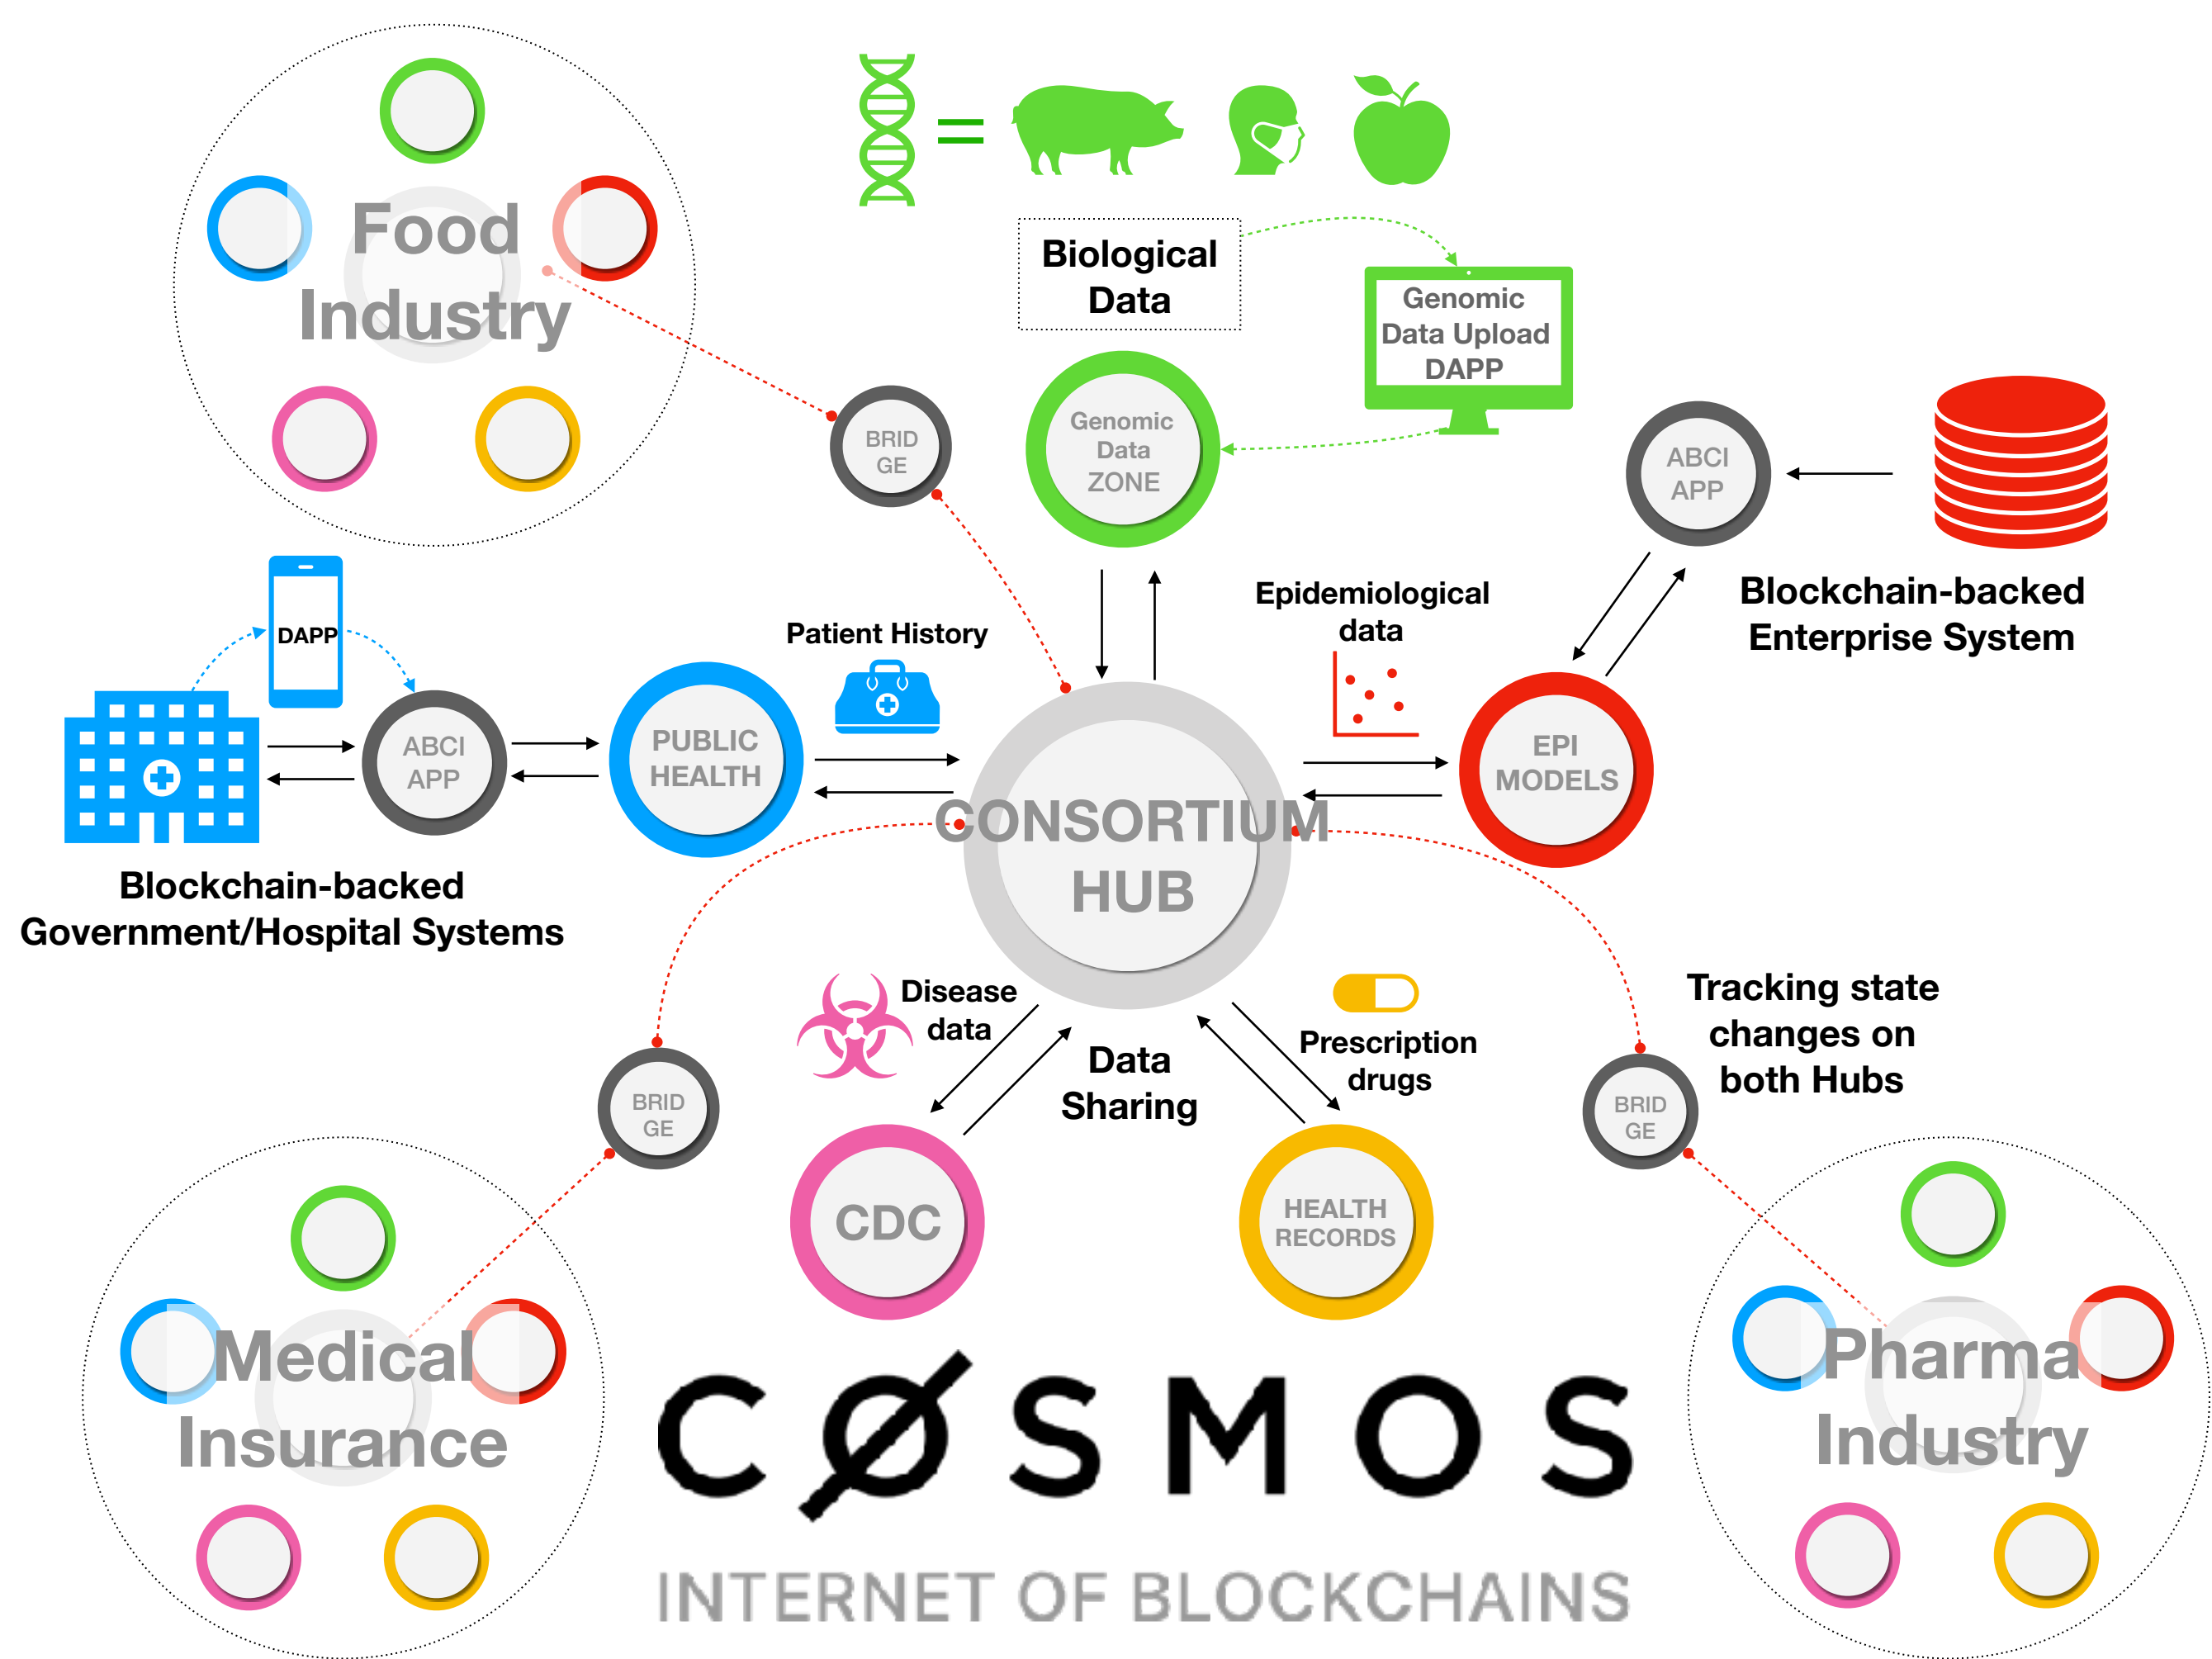 Food
Industry
Biological
Data
Genomic
Data Upload
DAPP
BRID
GE
Genomic
Data
ZONE
ABCI
APP
Blockchain-backed
Enterprise System
DAPP
Patient History
Epidemiological
data
ABCI
APP
PUBLIC
HEALTH
EPI
MODELS
CONSORTIUM
HUB
Blockchain-backed
Government/Hospital Systems
Disease
data
Data
Sharing
Prescription
drugs
Tracking state
changes on
both Hubs
BRID
GE
BRID
GE
CDC
HEALTH
RECORDS
Medical
Insurance
Pharma
Industry
CØSMOS
INTERNET OF BLOCKCHAINS